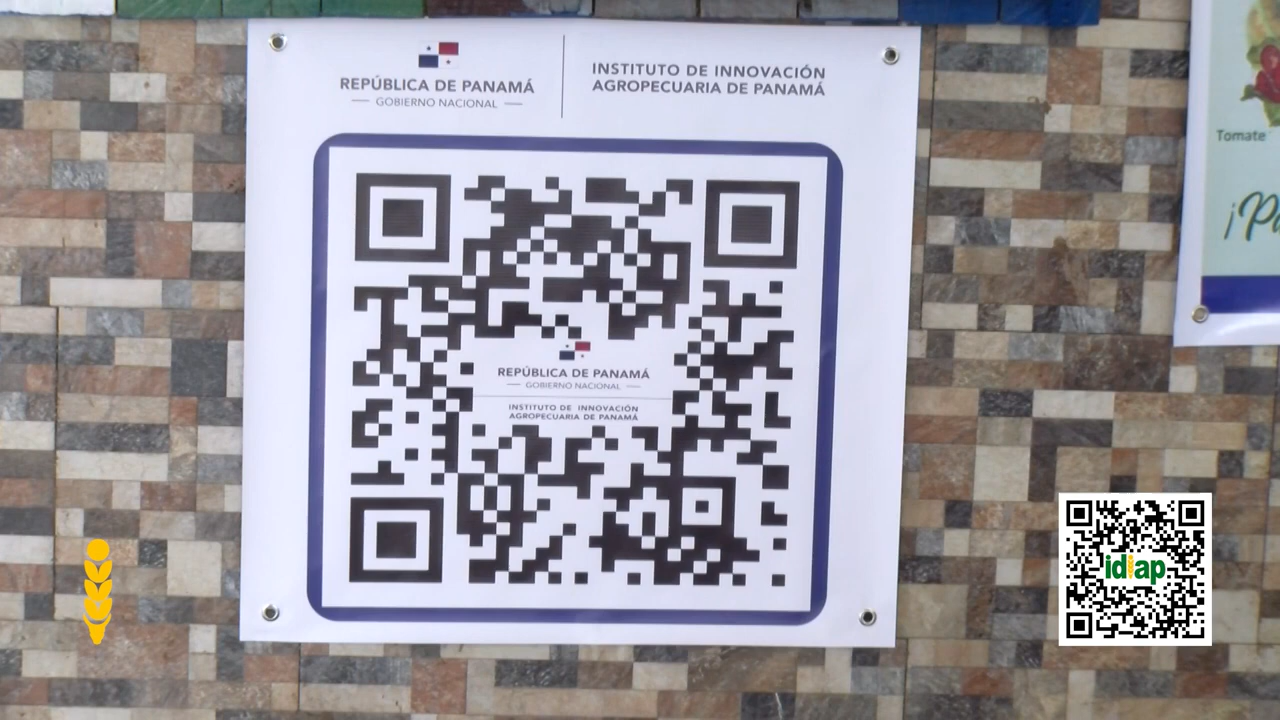 REPÚBLICA DE PANAMÁ
GOBIERNO NACIONAL
INSTITUTO DE INNOVACIÓN
AGROPECUARIA DE PANAMÁ
REPÚBLICA DE PANAMÁ
GOBIERNO NACIONAL
INSTITUTO DE INNOVACIÓN
AGROPECUARIA DE PANAMÁ
Tomate
idiap